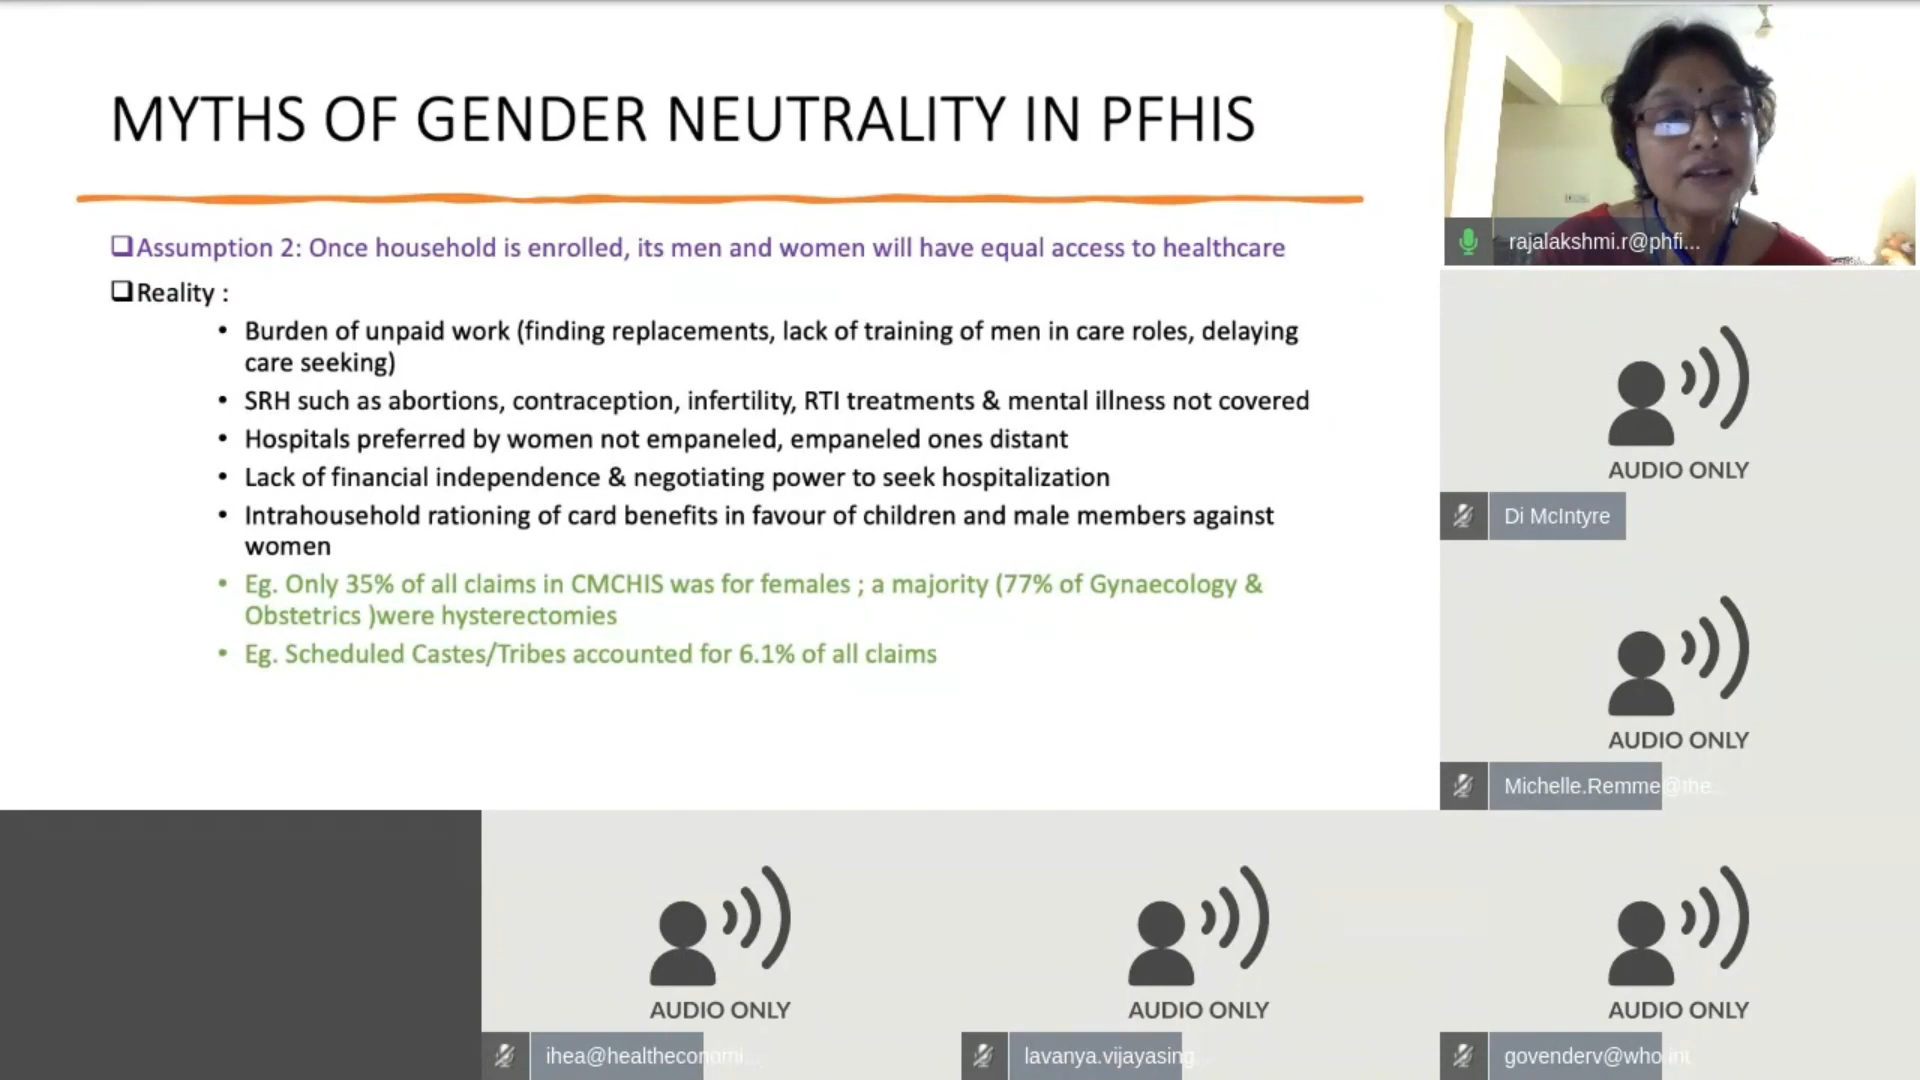 MYTHS OF GENDER NEUTRALITY IN PFHIS
Assumption 2: Once household is enrolled, its men and women will have equal access to healthcare
Reality :
• Burden of unpaid work (finding replacements, lack of training of men in care roles, delaying
care seeking)
• SRH such as abortions, contraception, infertility, RTI treatments & mental illness not covered
• Hospitals preferred by women not empaneled, empaneled ones distant
• Lack of financial independence & negotiating power to seek hospitalization
• Intrahousehold rationing of card benefits in favour of children and male members against
women
• Eg. Only 35% of all claims in CMCHIS was for females ; a majority (77% of Gynaecology &
Obstetrics )were hysterectomies
• Eg. Scheduled Castes/Tribes accounted for 6.1% of all claims
rajalakshmi.r@phfi...
AUDIO ONLY
Di McIntyre
AUDIO ONLY
Michelle.Remme@the...
AUDIO ONLY
ihea@healtheconomi...
AUDIO ONLY
lavanya.vijayasing...
AUDIO ONLY
govenderv@who.int